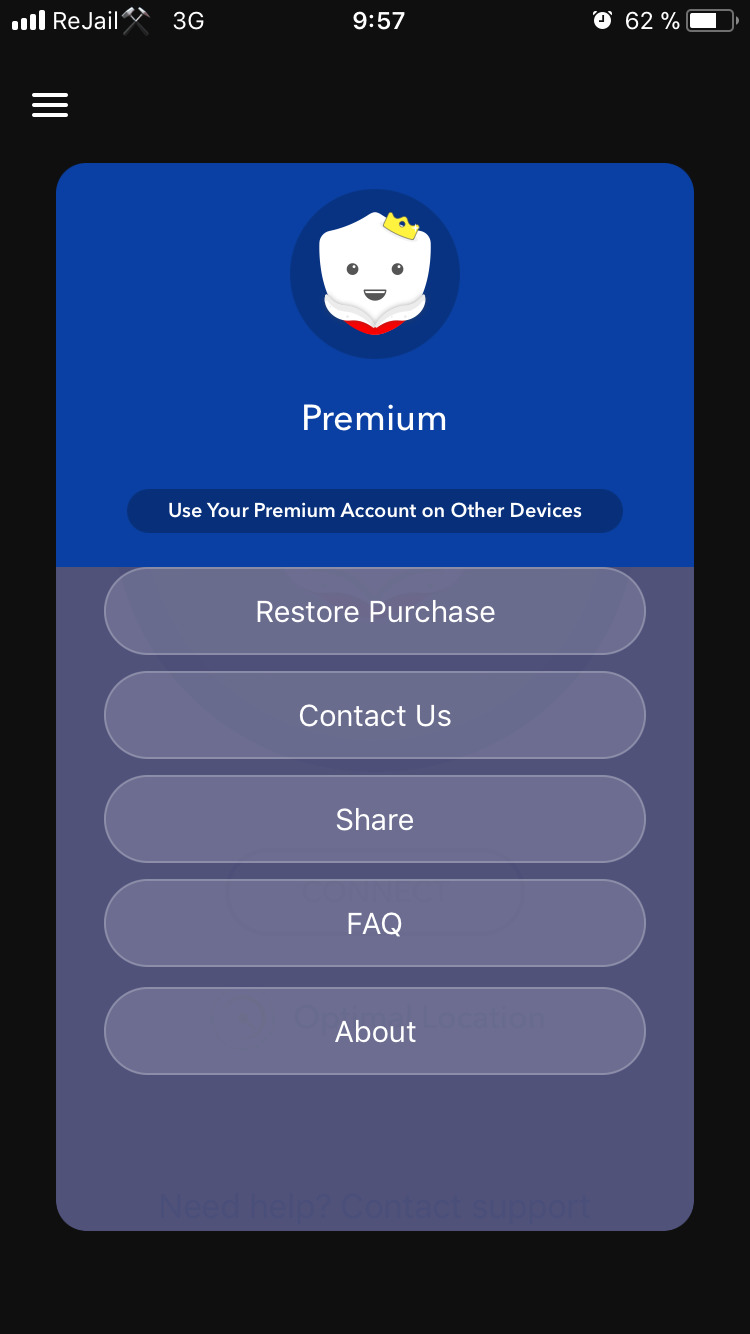 ReJail⚒ 3G 9:57 62 %
Premium
Use Your Premium Account on Other Devices
Restore Purchase
Contact Us
Share
CONNECT
FAQ
Optimal Location
About
Need help? Contact support